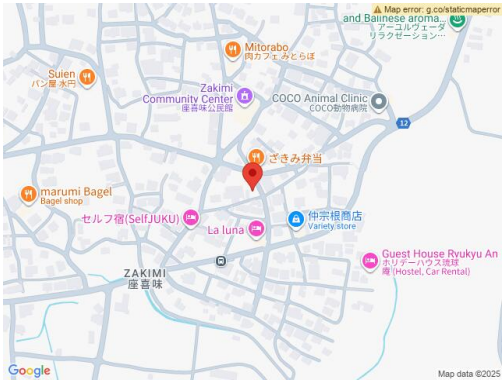 Map error: g.co/staticmaperror
and Balinese aroma...
アーユルヴェーダ
リラクゼーション…
Mitorabo
肉カフェ みとらぼ
Suien
パン屋 水円
Zakimi
Community Center
座喜味公民館
COCO Animal Clinic
COCO動物病院
12
ざきみ弁当
marumi Bagel
Bagel shop
セルフ宿(SelfJUKU)
La luna
仲宗根商店
Variety store
Guest House Ryukyu An
ホリデーハウス琉球
庵 (Hostel, Car Rental)
ZAKIMI
座喜味
Google
Map data ©2025